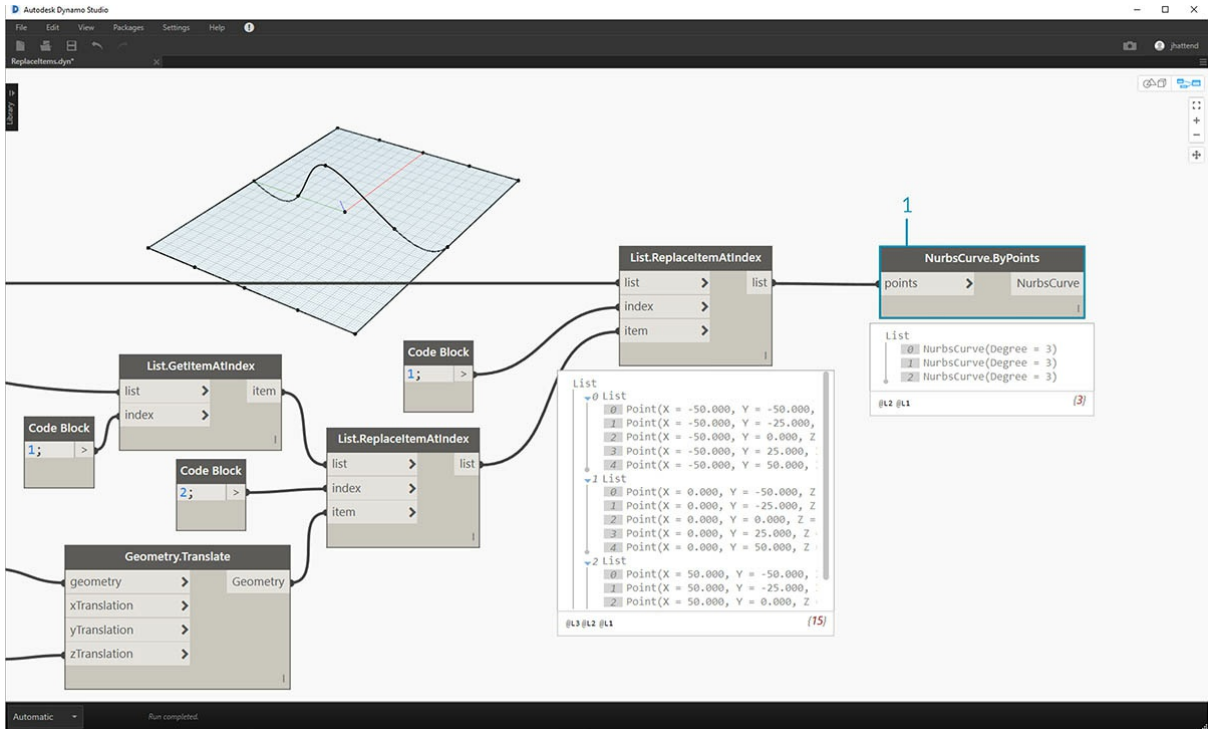 Autodesk Dynamo Studio
File Edit View Packages Settings Help
jhattend
ReplaceItems.dyn*
Library
1
List.ReplaceItemAtIndex
list > list
index >
item >
NurbsCurve.ByPoints
points > NurbsCurve
List
0 NurbsCurve(Degree = 3)
1 NurbsCurve(Degree = 3)
2 NurbsCurve(Degree = 3)
@L2 @L1 {3}
Code Block
1; >
List.GetItemAtIndex
list > item
index >
Code Block
1; >
List.ReplaceItemAtIndex
list > list
index >
item >
Code Block
2; >
Geometry.Translate
geometry > Geometry
xTranslation >
yTranslation >
zTranslation >
List
0 List
0 Point(X = -50.000, Y = -50.000,
1 Point(X = -50.000, Y = -25.000,
2 Point(X = -50.000, Y = 0.000, Z
3 Point(X = -50.000, Y = 25.000,
4 Point(X = -50.000, Y = 50.000,
1 List
0 Point(X = 0.000, Y = -50.000, Z
1 Point(X = 0.000, Y = -25.000, Z
2 Point(X = 0.000, Y = 0.000, Z =
3 Point(X = 0.000, Y = 25.000, Z
4 Point(X = 0.000, Y = 50.000, Z
2 List
0 Point(X = 50.000, Y = -50.000,
1 Point(X = 50.000, Y = -25.000,
2 Point(X = 50.000, Y = 0.000, Z
@L3 @L2 @L1 {15}
Automatic Run completed.